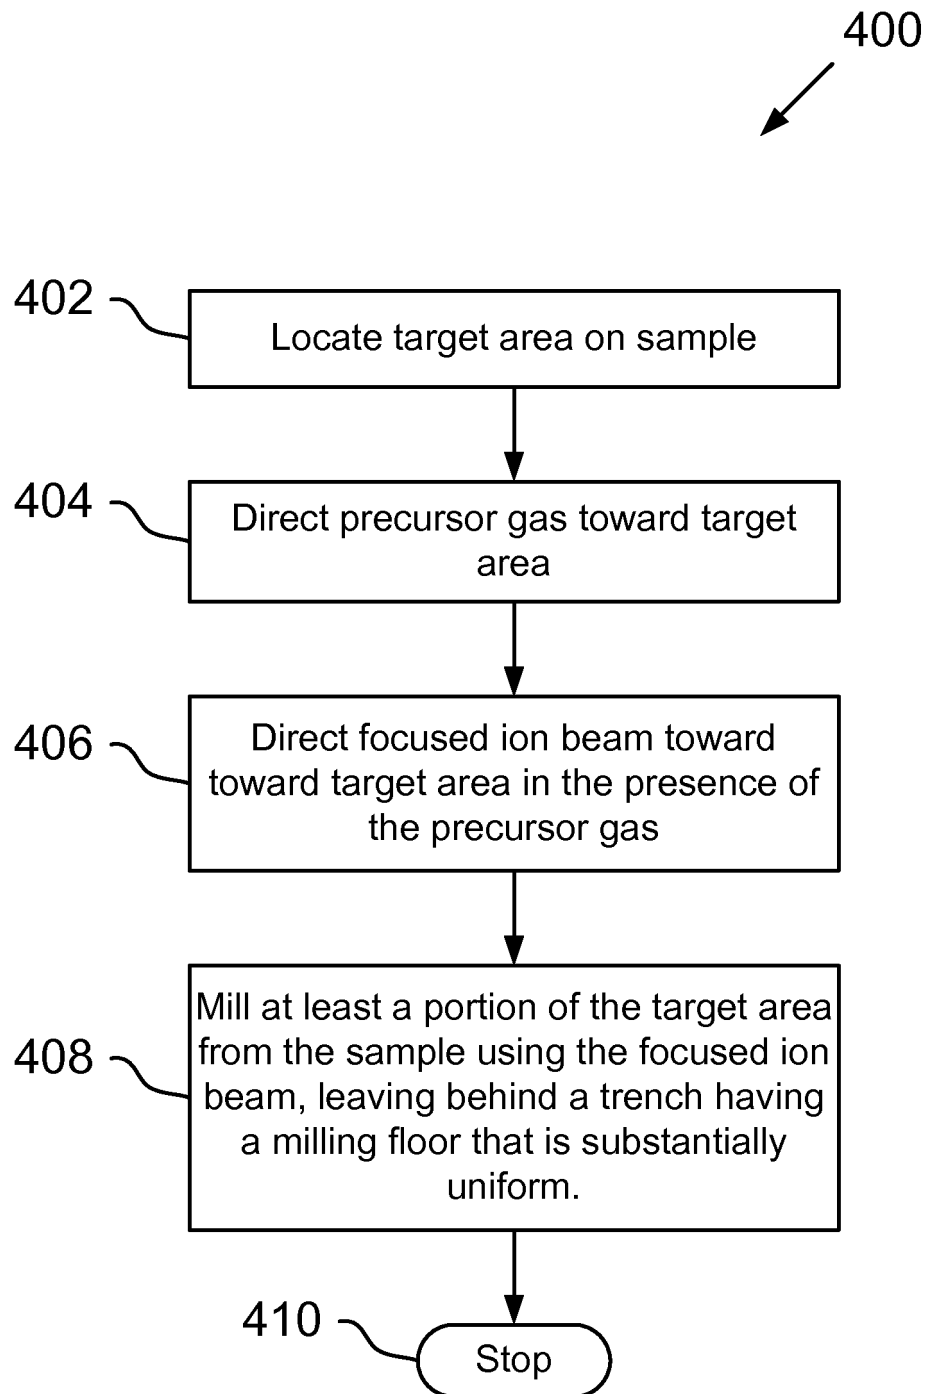 400
402
Locate target area on sample
404
Direct precursor gas toward target
area
406
Direct focused ion beam toward
toward target area in the presence of
the precursor gas
408
Mill at least a portion of the target area
from the sample using the focused ion
beam, leaving behind a trench having
a milling floor that is substantially
uniform.
410
Stop